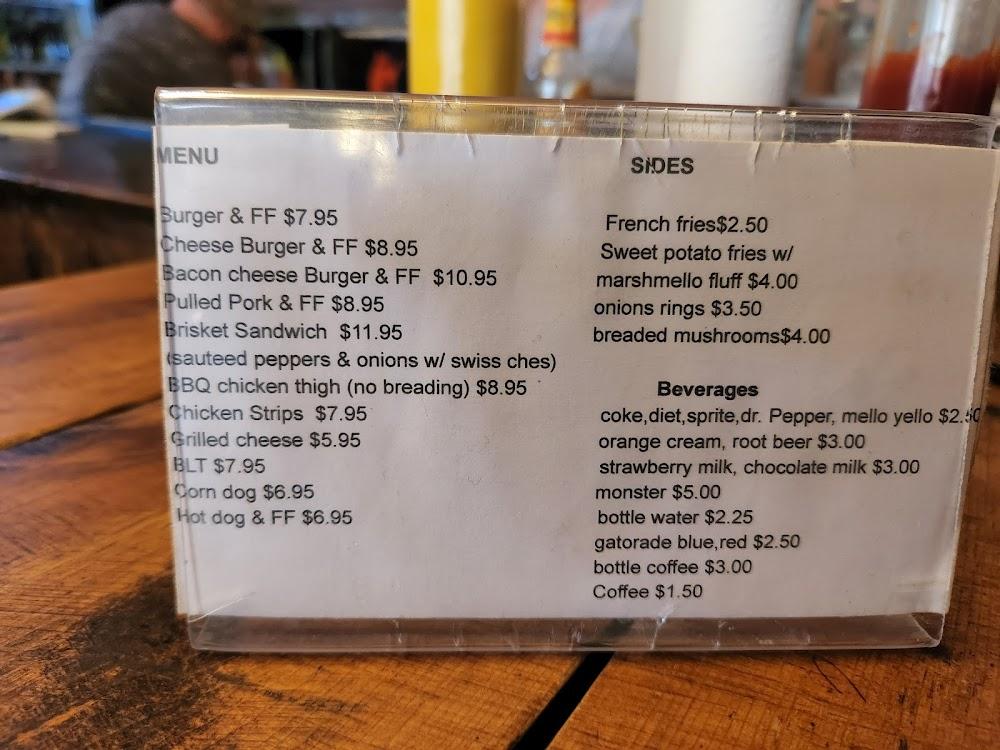 MENU
Burger & FF $7.95
Cheese Burger & FF $8.95
Bacon cheese Burger & FF $10.95
Pulled Pork & FF $8.95
Brisket Sandwich $11.95
(sauteed peppers & onions w/ swiss ches)
BBQ chicken thigh (no breading) $8.95
Chicken Strips $7.95
Grilled cheese $5.95
BLT $7.95
Corn dog $6.95
Hot dog & FF $6.95
SIDES
French fries$2.50
Sweet potato fries w/
marshmello fluff $4.00
onions rings $3.50
breaded mushrooms$4.00
Beverages
coke,diet,sprite,dr. Pepper, mello yello $2.50
orange cream, root beer $3.00
strawberry milk, chocolate milk $3.00
monster $5.00
bottle water $2.25
gatorade blue,red $2.50
bottle coffee $3.00
Coffee $1.50